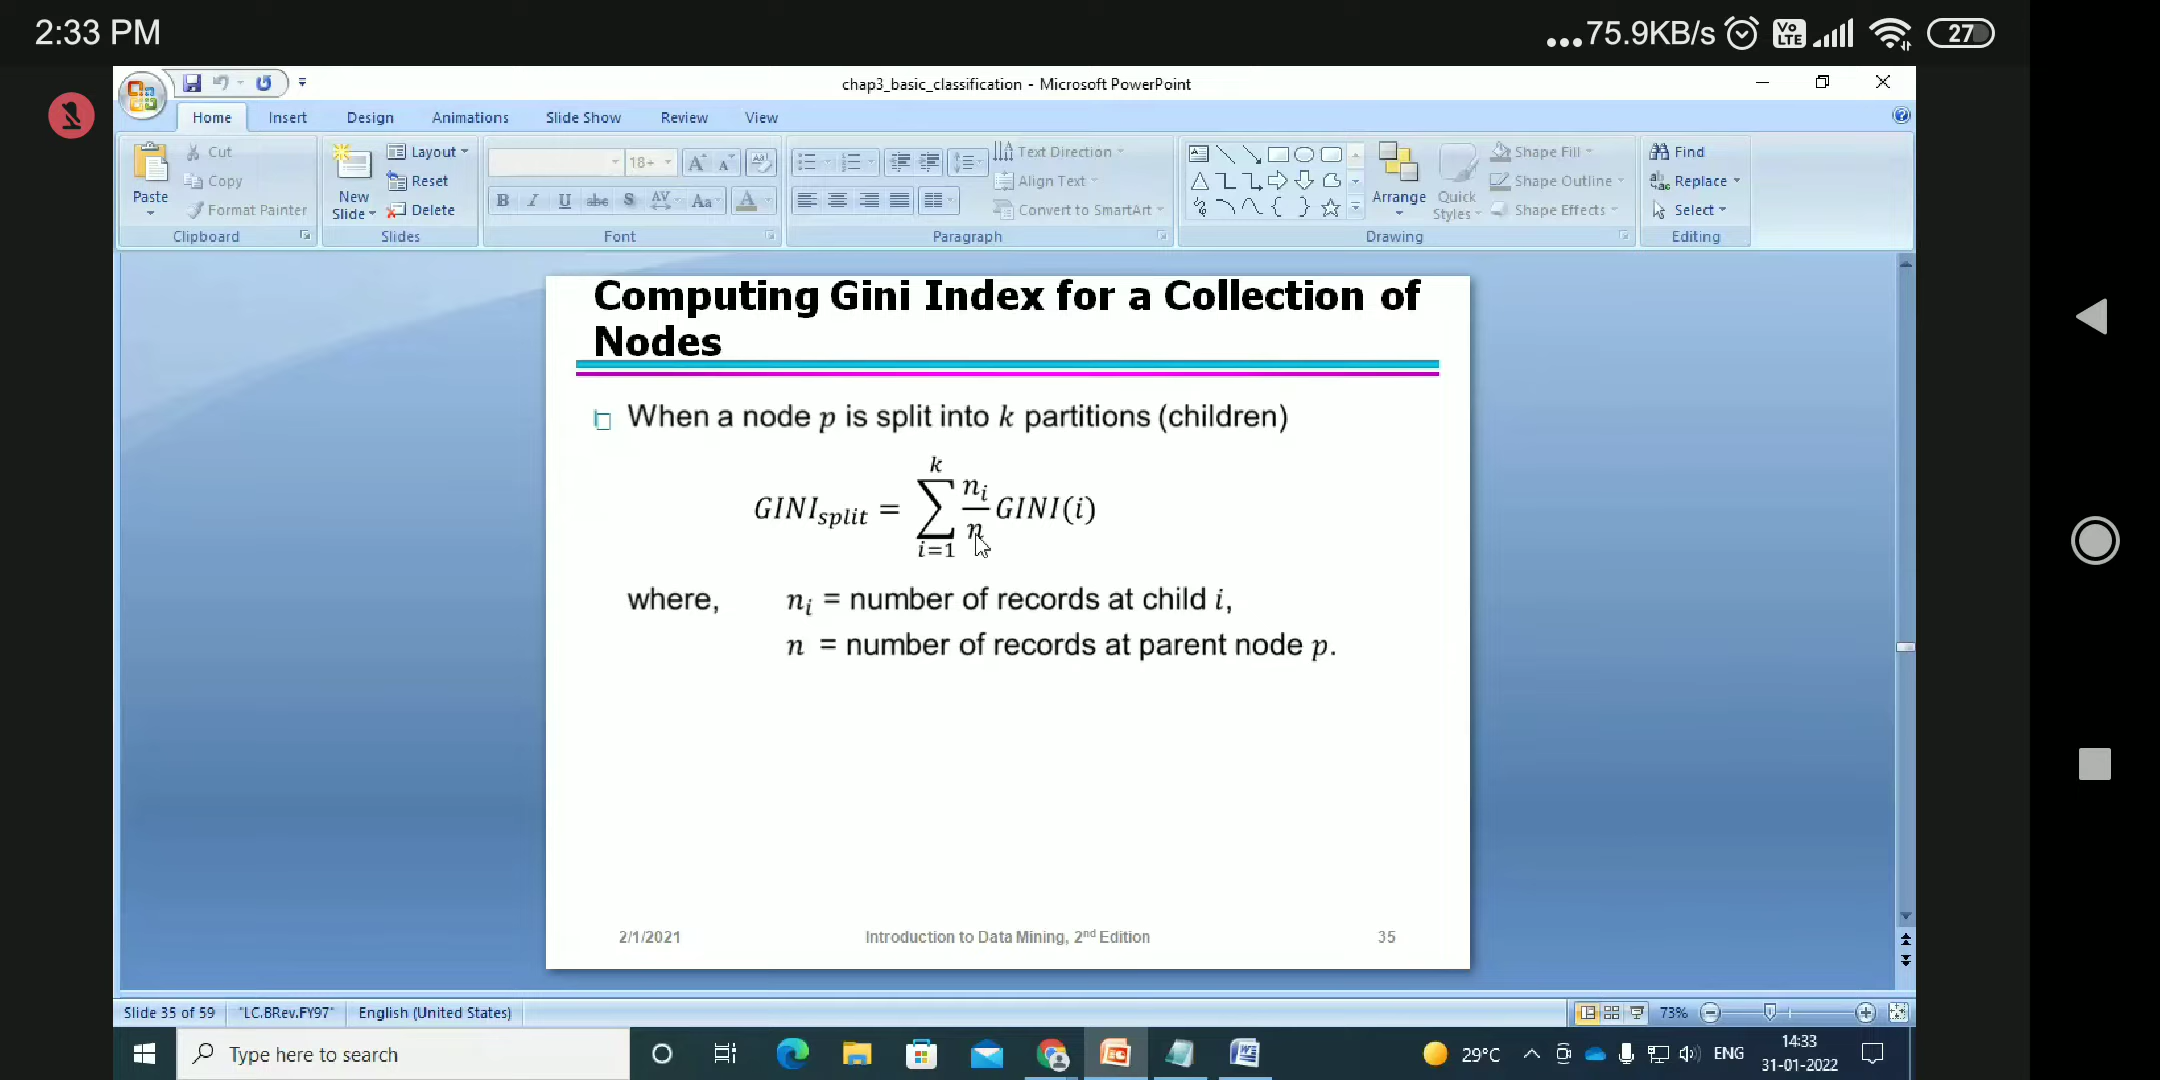 2:33 PM
...75.9KB/s Vo LTE 27
chap3_basic_classification - Microsoft PowerPoint
Home Insert Design Animations Slide Show Review View
Paste Cut Copy Format Painter Clipboard
New Slide Layout Reset Delete Slides
18+ A A B I U abc S AV Aa A Font
Text Direction Align Text Convert to SmartArt Paragraph
Arrange Quick Styles Shape Fill Shape Outline Shape Effects Drawing
Find Replace Select Editing
Computing Gini Index for a Collection of
Nodes
When a node p is split into k partitions (children)
k
GINI_split = ∑ n_i/n GINI(i)
i=1
where, n_i = number of records at child i,
n = number of records at parent node p.
2/1/2021 Introduction to Data Mining, 2nd Edition 35
Slide 35 of 59 "LC.BRev.FY97" English (United States) 73%
Type here to search 29°C ENG 14:33
31-01-2022